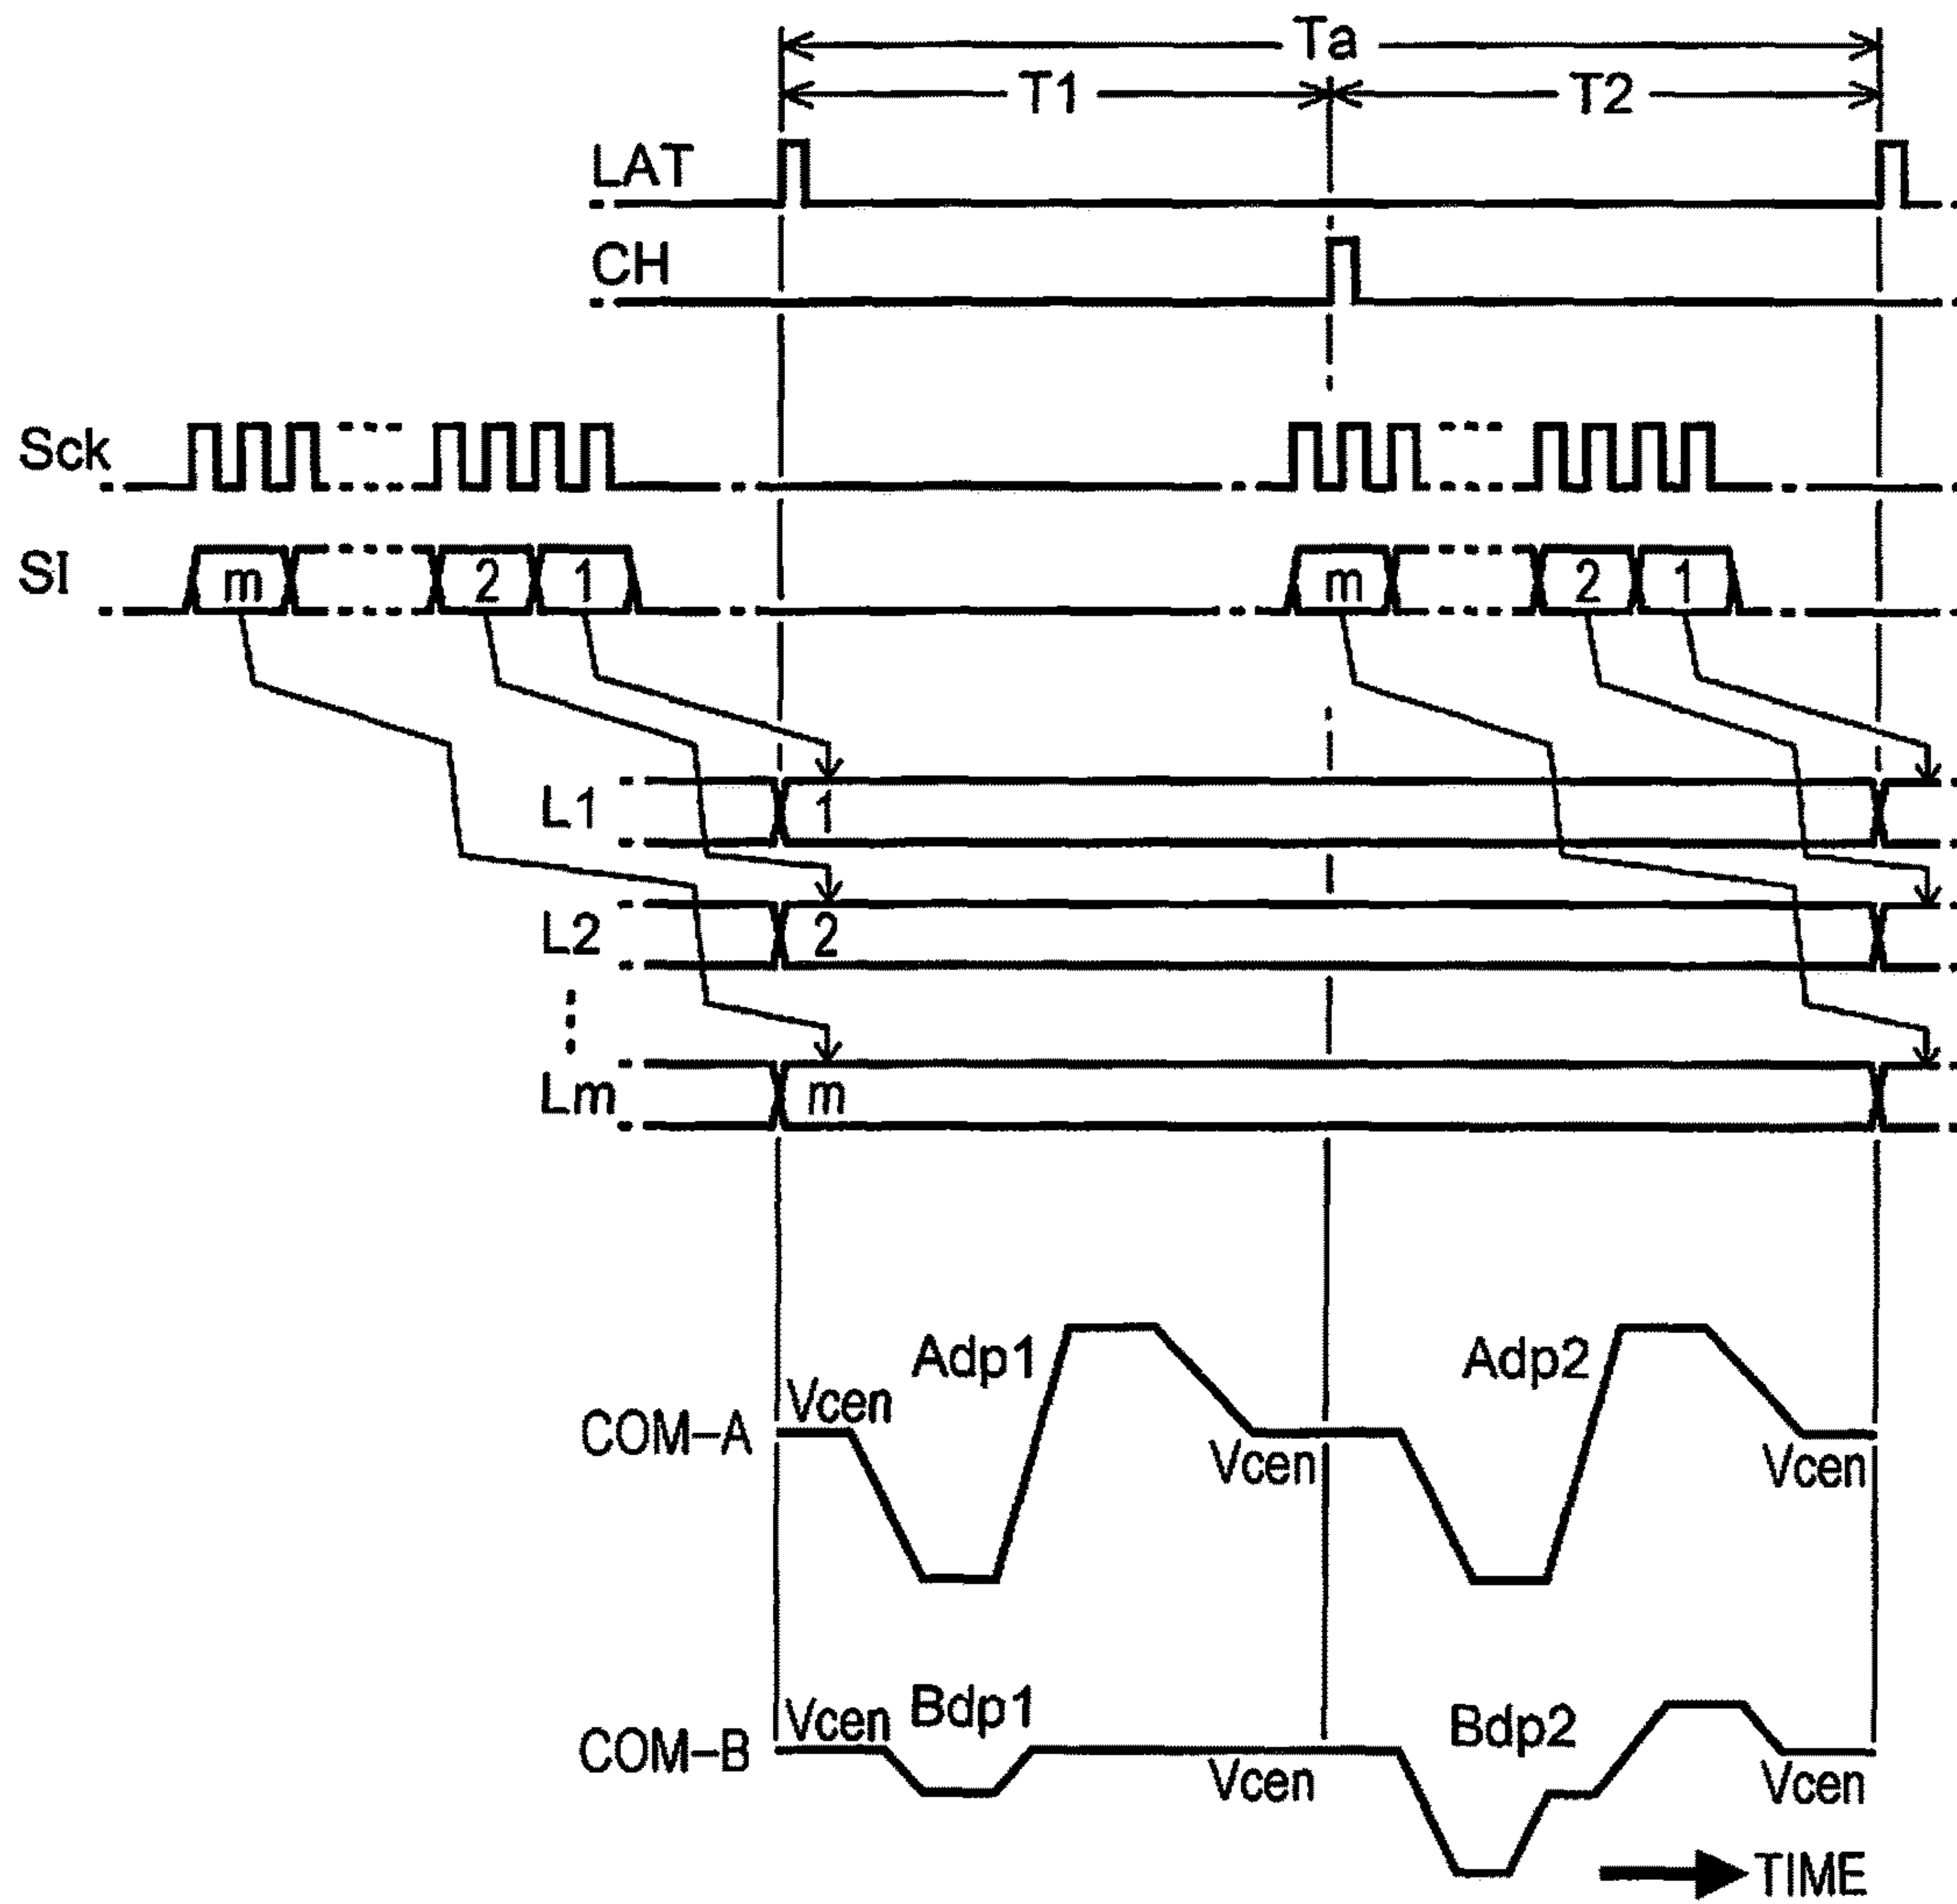 Ta
T1 T2
LAT
CH
Sck
SI m 2 1 m 2 1
L1 1
L2 2
Lm m
Adp1 Adp2
Vcen
COM-A
Vcen Vcen
Bdp1
Vcen Bdp2
COM-B
Vcen Vcen
TIME